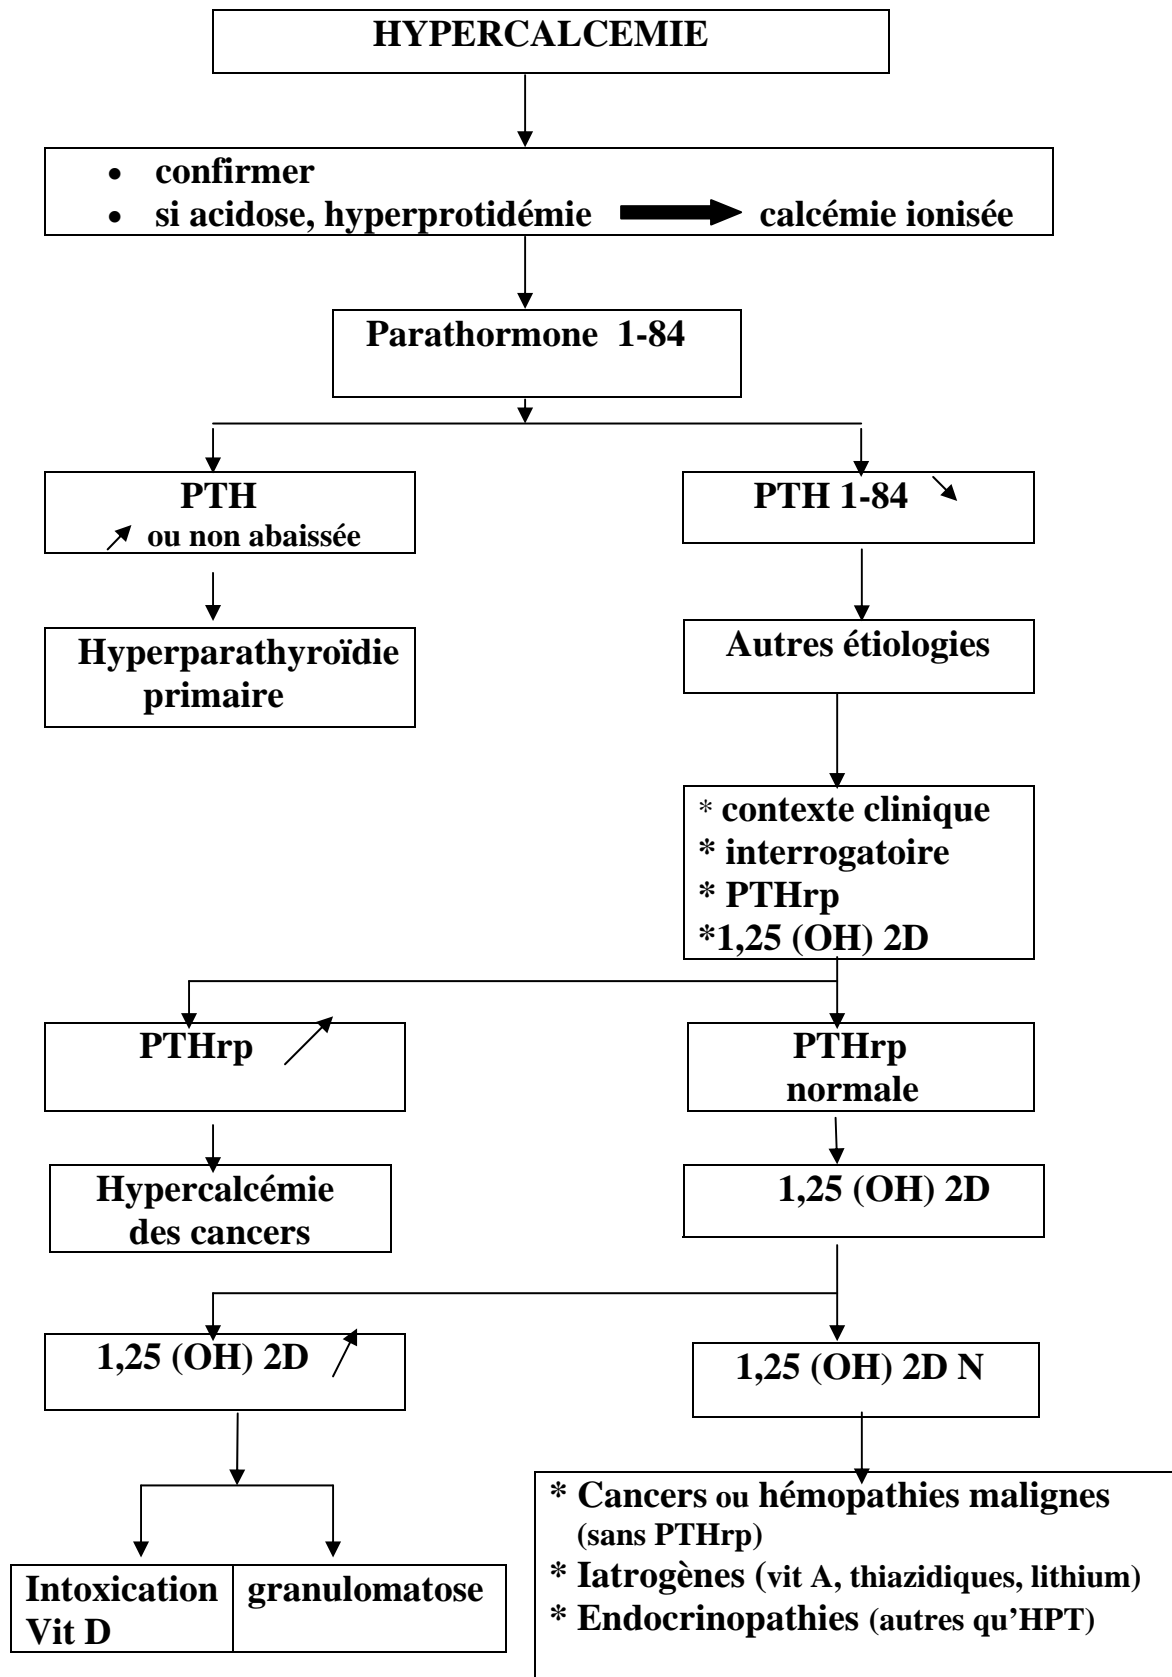 HYPERCALCEMIE
• confirmer
• si acidose, hyperprotidémie calcémie ionisée
Parathormone 1-84
PTH
ou non abaissée
PTH 1-84
Hyperparathyroïdie
primaire
Autres étiologies
* contexte clinique
* interrogatoire
* PTHrp
*1,25 (OH) 2D
PTHrp
PTHrp
normale
Hypercalcémie
des cancers
1,25 (OH) 2D
1,25 (OH) 2D
1,25 (OH) 2D N
Intoxication
Vit D
granulomatose
* Cancers ou hémopathies malignes
(sans PTHrp)
* Iatrogènes (vit A, thiazidiques, lithium)
* Endocrinopathies (autres qu’HPT)